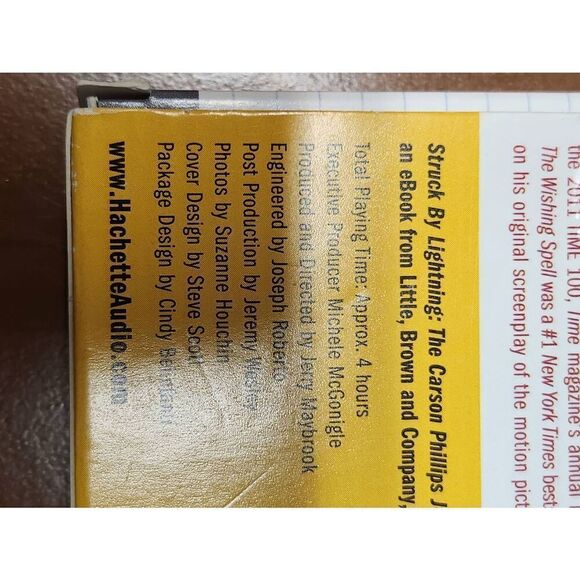 the 2011 TIME 100, Time magazine's annual
The Wishing Spell was a #1 New York Times best
on his original screenplay of the motion pict
Struck By Lightning: The Carson Phillips J
an eBook from Little, Brown and Company,
Total Playing Time: Approx. 4 hours
Executive Producer Michele McGonigle
Produced and Directed by Jerry Maybrook
Engineered by Joseph Roberto
Post Production by Jeremy Wesley
Photos by Suzanne Houchin
Cover Design by Steve Scott
Package Design by Cindy
www.HachetteAudio.com